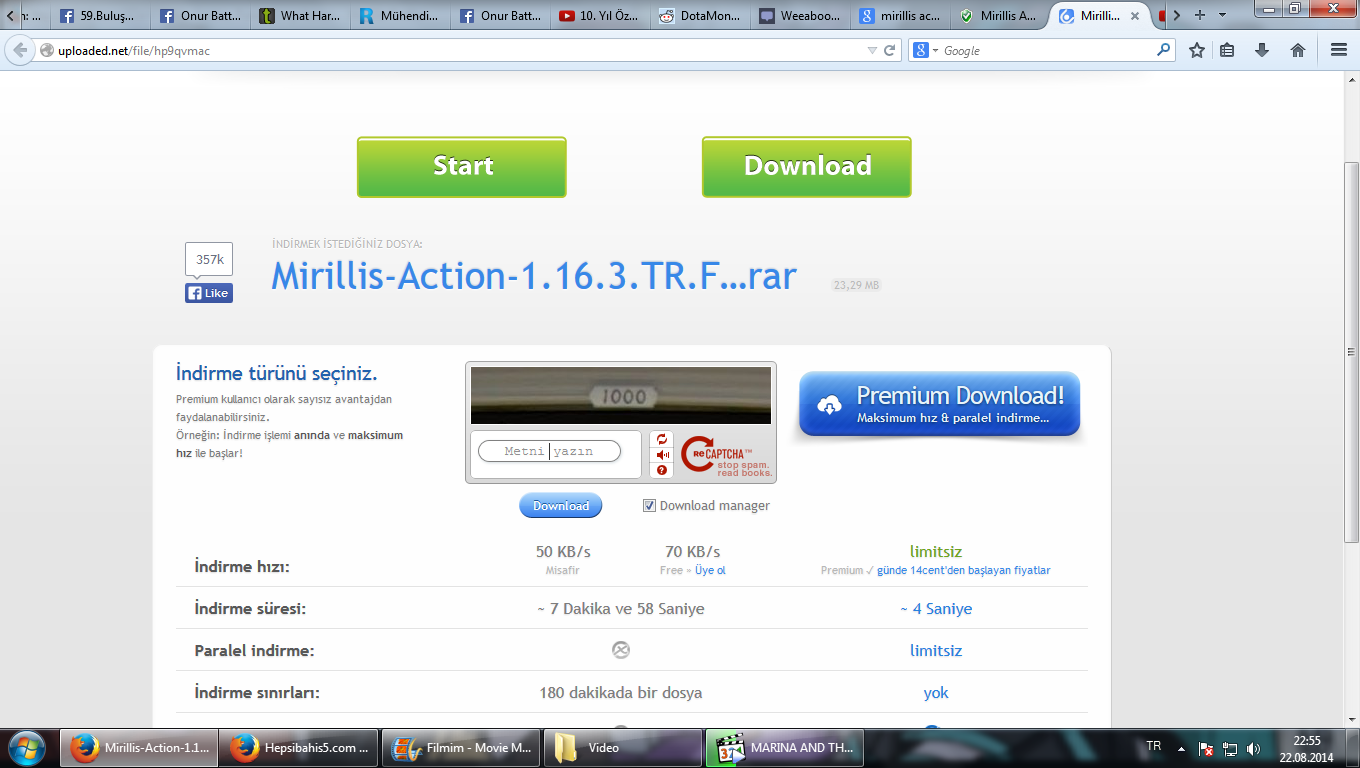 n:
59.Buluş...
Onur Batt...
What Har...
Mühendi...
Onur Batt...
10. Yıl Öz...
DotaMon...
Weeaboo...
mirillis ac...
Mirillis A...
Mirilli...
uploaded.net/file/hp9qvmac
Google
Start
Download
357k
Like
İNDİRMEK İSTEDİĞİNİZ DOSYA:
Mirillis-Action-1.16.3.TR.F...rar
23,29 MB
İndirme türünü seçiniz.
Premium kullanıcı olarak sayısız avantajdan
faydalanabilirsiniz.
Örneğin: İndirme işlemi anında ve maksimum
hız ile başlar!
1000
Metni yazın
reCAPTCHA™
stop spam.
read books.
Download
Download manager
Premium Download!
Maksimum hız & paralel indirme...
İndirme hızı:
50 KB/s
Misafir
70 KB/s
Free » Üye ol
limitsiz
Premium ✓ günde 14cent'den başlayan fiyatlar
İndirme süresi:
~ 7 Dakika ve 58 Saniye
~ 4 Saniye
Paralel indirme:
limitsiz
İndirme sınırları:
180 dakikada bir dosya
yok
Mirillis-Action-1.1...
Hepsibahis5.com ...
Filmim - Movie M...
Video
MARINA AND TH...
TR
22:55
22.08.2014